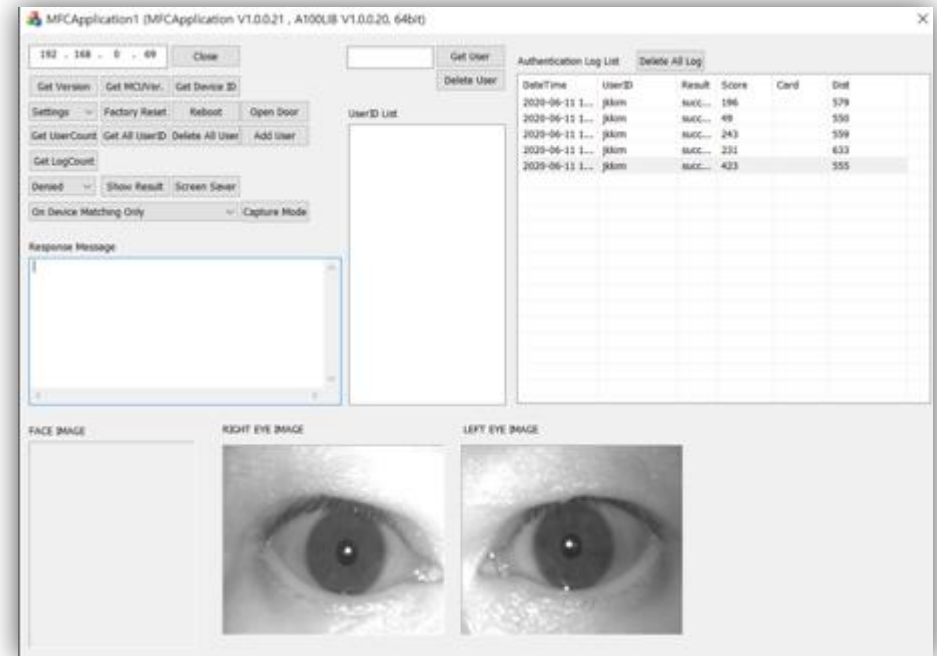 MFCApplication1 (MFCApplication V1.0.0.21 , A100LIB V1.0.0.20, 64bit)
192 . 168 . 0 . 69 Close
Get User
Get Version Get MCUVer. Get Device ID
Delete User
Settings Factory Reset Reboot Open Door
Get UserCount Get All UserID Delete All User Add User
Get LogCount
Denied Show Result Screen Saver
On Device Matching Only Capture Mode
Response Message
UserID List
Authentication Log List Delete All Log
DateTime UserID Result Score Card Dist
2020-06-11 1... jkkim succ... 196 579
2020-06-11 1... jkkim succ... 49 550
2020-06-11 1... jkkim succ... 243 559
2020-06-11 1... jkkim succ... 231 633
2020-06-11 1... jkkim succ... 423 555
FACE IMAGE
RIGHT EYE IMAGE
LEFT EYE IMAGE